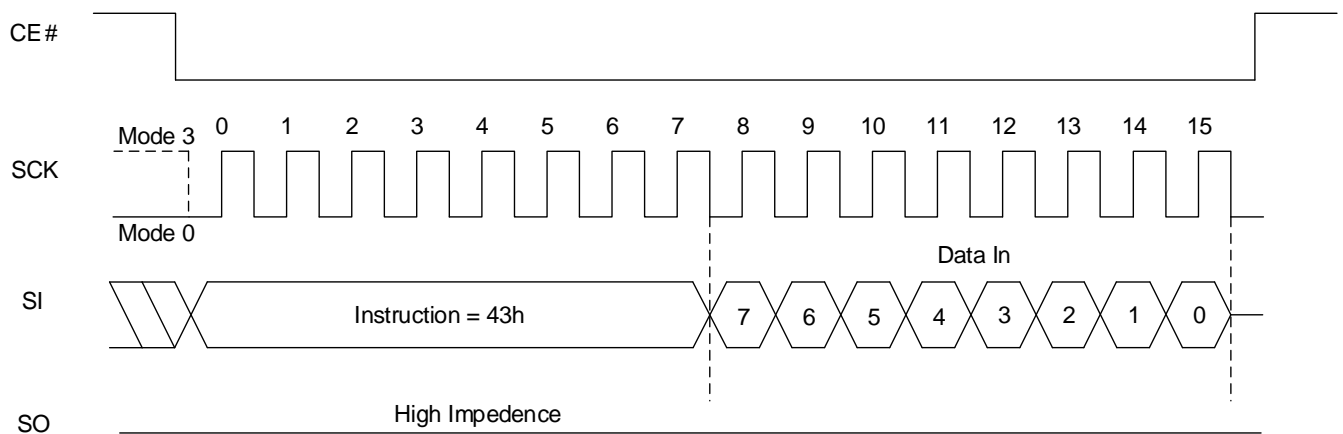 CE#
0 1 2 3 4 5 6 7 8 9 10 11 12 13 14 15
Mode 3
SCK
Mode 0
Data In
SI
Instruction = 43h
7 6 5 4 3 2 1 0
High Impedence
SO